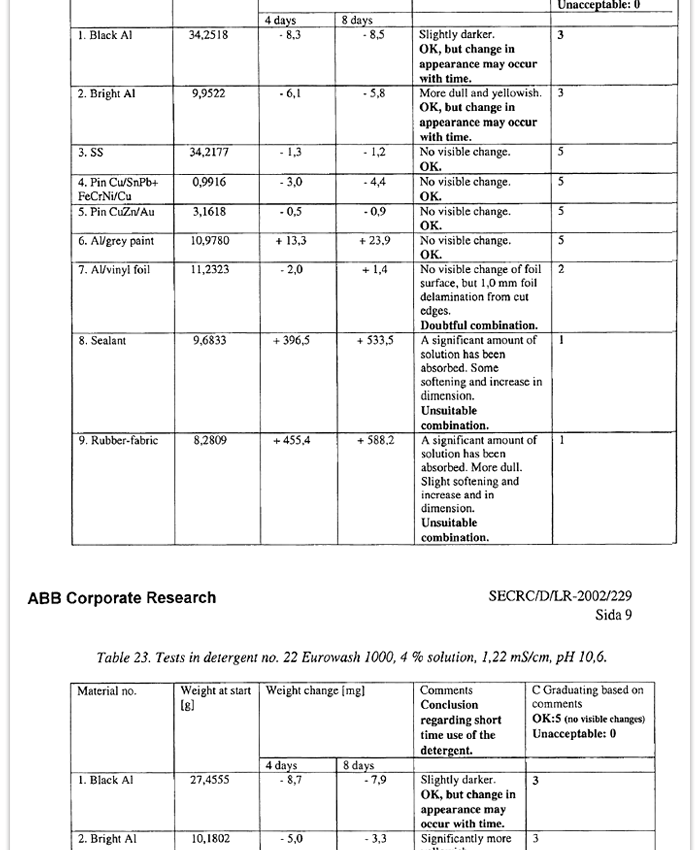 Unacceptable: 0
4 days 8 days
1. Black Al 34,2518 - 8,3 - 8,5 Slightly darker. 3
OK, but change in
appearance may occur
with time.
2. Bright Al 9,9522 - 6,1 - 5,8 More dull and yellowish. 3
OK, but change in
appearance may occur
with time.
3. SS 34,2177 - 1,3 - 1,2 No visible change. 5
OK.
4. Pin Cu/SnPb+ 0,9916 - 3,0 - 4,4 No visible change. 5
FeCrNi/Cu OK.
5. Pin CuZn/Au 3,1618 - 0,5 - 0,9 No visible change. 5
OK.
6. Al/grey paint 10,9780 + 13,3 + 23,9 No visible change. 5
OK.
7. Al/vinyl foil 11,2323 - 2,0 + 1,4 No visible change of foil 2
surface, but 1,0 mm foil
delamination from cut
edges.
Doubtful combination.
8. Sealant 9,6833 + 396,5 + 533,5 A significant amount of 1
solution has been
absorbed. Some
softening and increase in
dimension.
Unsuitable
combination.
9. Rubber-fabric 8,2809 + 455,4 + 588,2 A significant amount of 1
solution has been
absorbed. More dull.
Slight softening and
increase and in
dimension.
Unsuitable
combination.
ABB Corporate Research SECRC/D/LR-2002/229
Sida 9
Table 23. Tests in detergent no. 22 Eurowash 1000, 4 % solution, 1,22 mS/cm, pH 10,6.
Material no. Weight at start Weight change [mg] Comments C Graduating based on
[g] Conclusion comments
regarding short OK:5 (no visible changes)
time use of the Unacceptable: 0
detergent.
4 days 8 days
1. Black Al 27,4555 - 8,7 - 7,9 Slightly darker. 3
OK, but change in
appearance may
occur with time.
2. Bright Al 10,1802 - 5,0 - 3,3 Significantly more 3